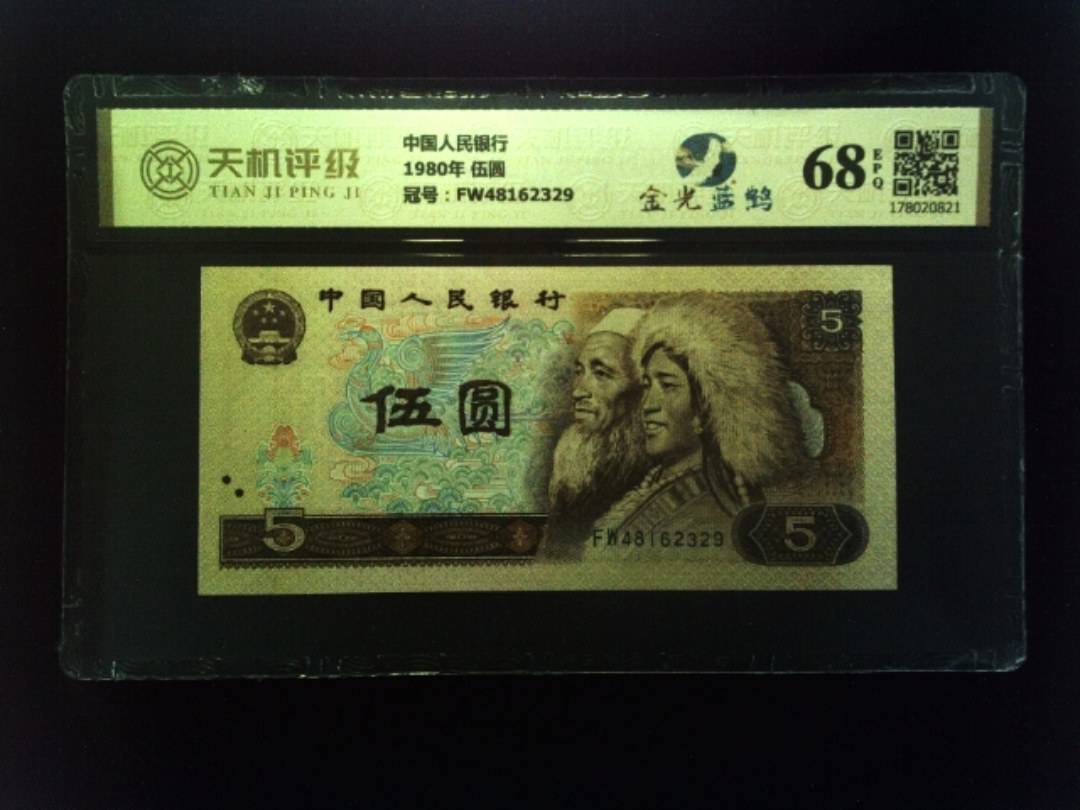 天机评级
TIAN JI PING JI
中国人民银行
1980年 伍圆
冠号：FW48162329
金光蓝鹤
68
EPQ
178020821
中国人民银行
5
伍圆
5
FW48162329
5